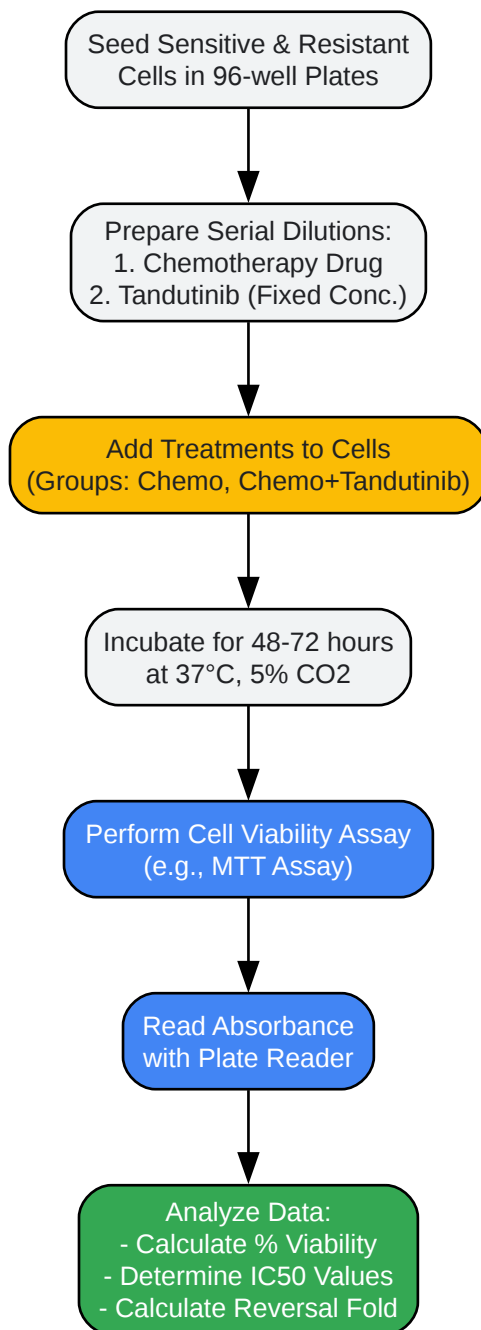 Seed Sensitive & Resistant
Cells in 96-well Plates
Prepare Serial Dilutions:
1. Chemotherapy Drug
2. Tandutinib (Fixed Conc.)
Add Treatments to Cells
(Groups: Chemo, Chemo+Tandutinib)
Incubate for 48-72 hours
at 37°C, 5% CO2
Perform Cell Viability Assay
(e.g., MTT Assay)
Read Absorbance
with Plate Reader
Analyze Data:
- Calculate % Viability
- Determine IC50 Values
- Calculate Reversal Fold